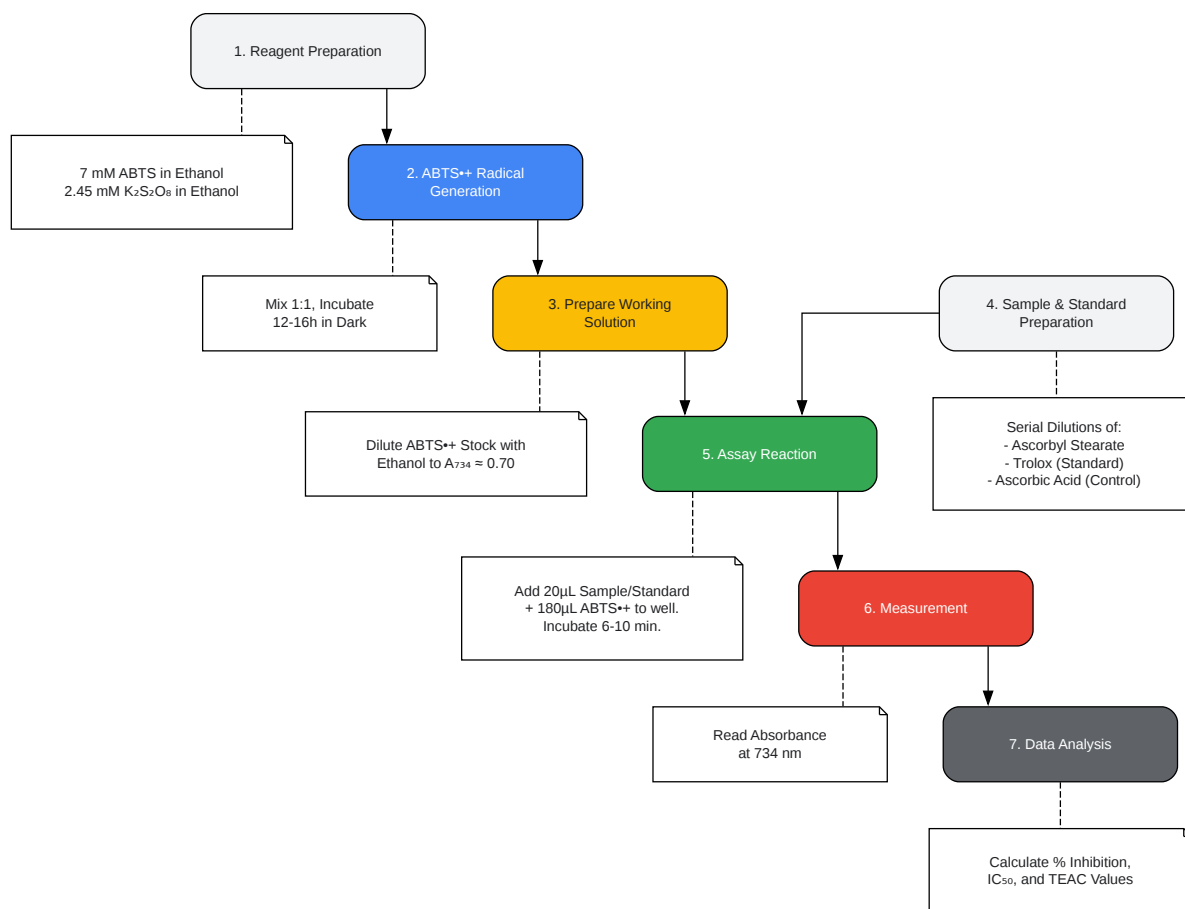 1. Reagent Preparation
7 mM ABTS in Ethanol
2.45 mM K₂S₂O₈ in Ethanol
2. ABTS•+ Radical
Generation
Mix 1:1, Incubate
12-16h in Dark
3. Prepare Working
Solution
4. Sample & Standard
Preparation
Dilute ABTS•+ Stock with
Ethanol to A₇₃₄ ≈ 0.70
Serial Dilutions of:
- Ascorbyl Stearate
- Trolox (Standard)
- Ascorbic Acid (Control)
5. Assay Reaction
Add 20µL Sample/Standard
+ 180µL ABTS•+ to well.
Incubate 6-10 min.
6. Measurement
Read Absorbance
at 734 nm
7. Data Analysis
Calculate % Inhibition,
IC₅₀, and TEAC Values